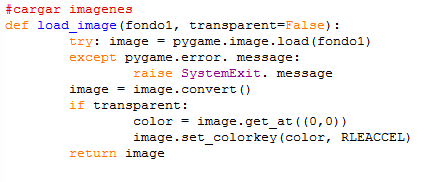 #cargar imagenes
def load_image(fondo1, transparent=False):
try: image = pygame.image.load(fondo1)
except pygame.error. message:
raise SystemExit. message
image = image.convert()
if transparent:
color = image.get_at((0,0))
image.set_colorkey(color, RLEACCEL)
return image